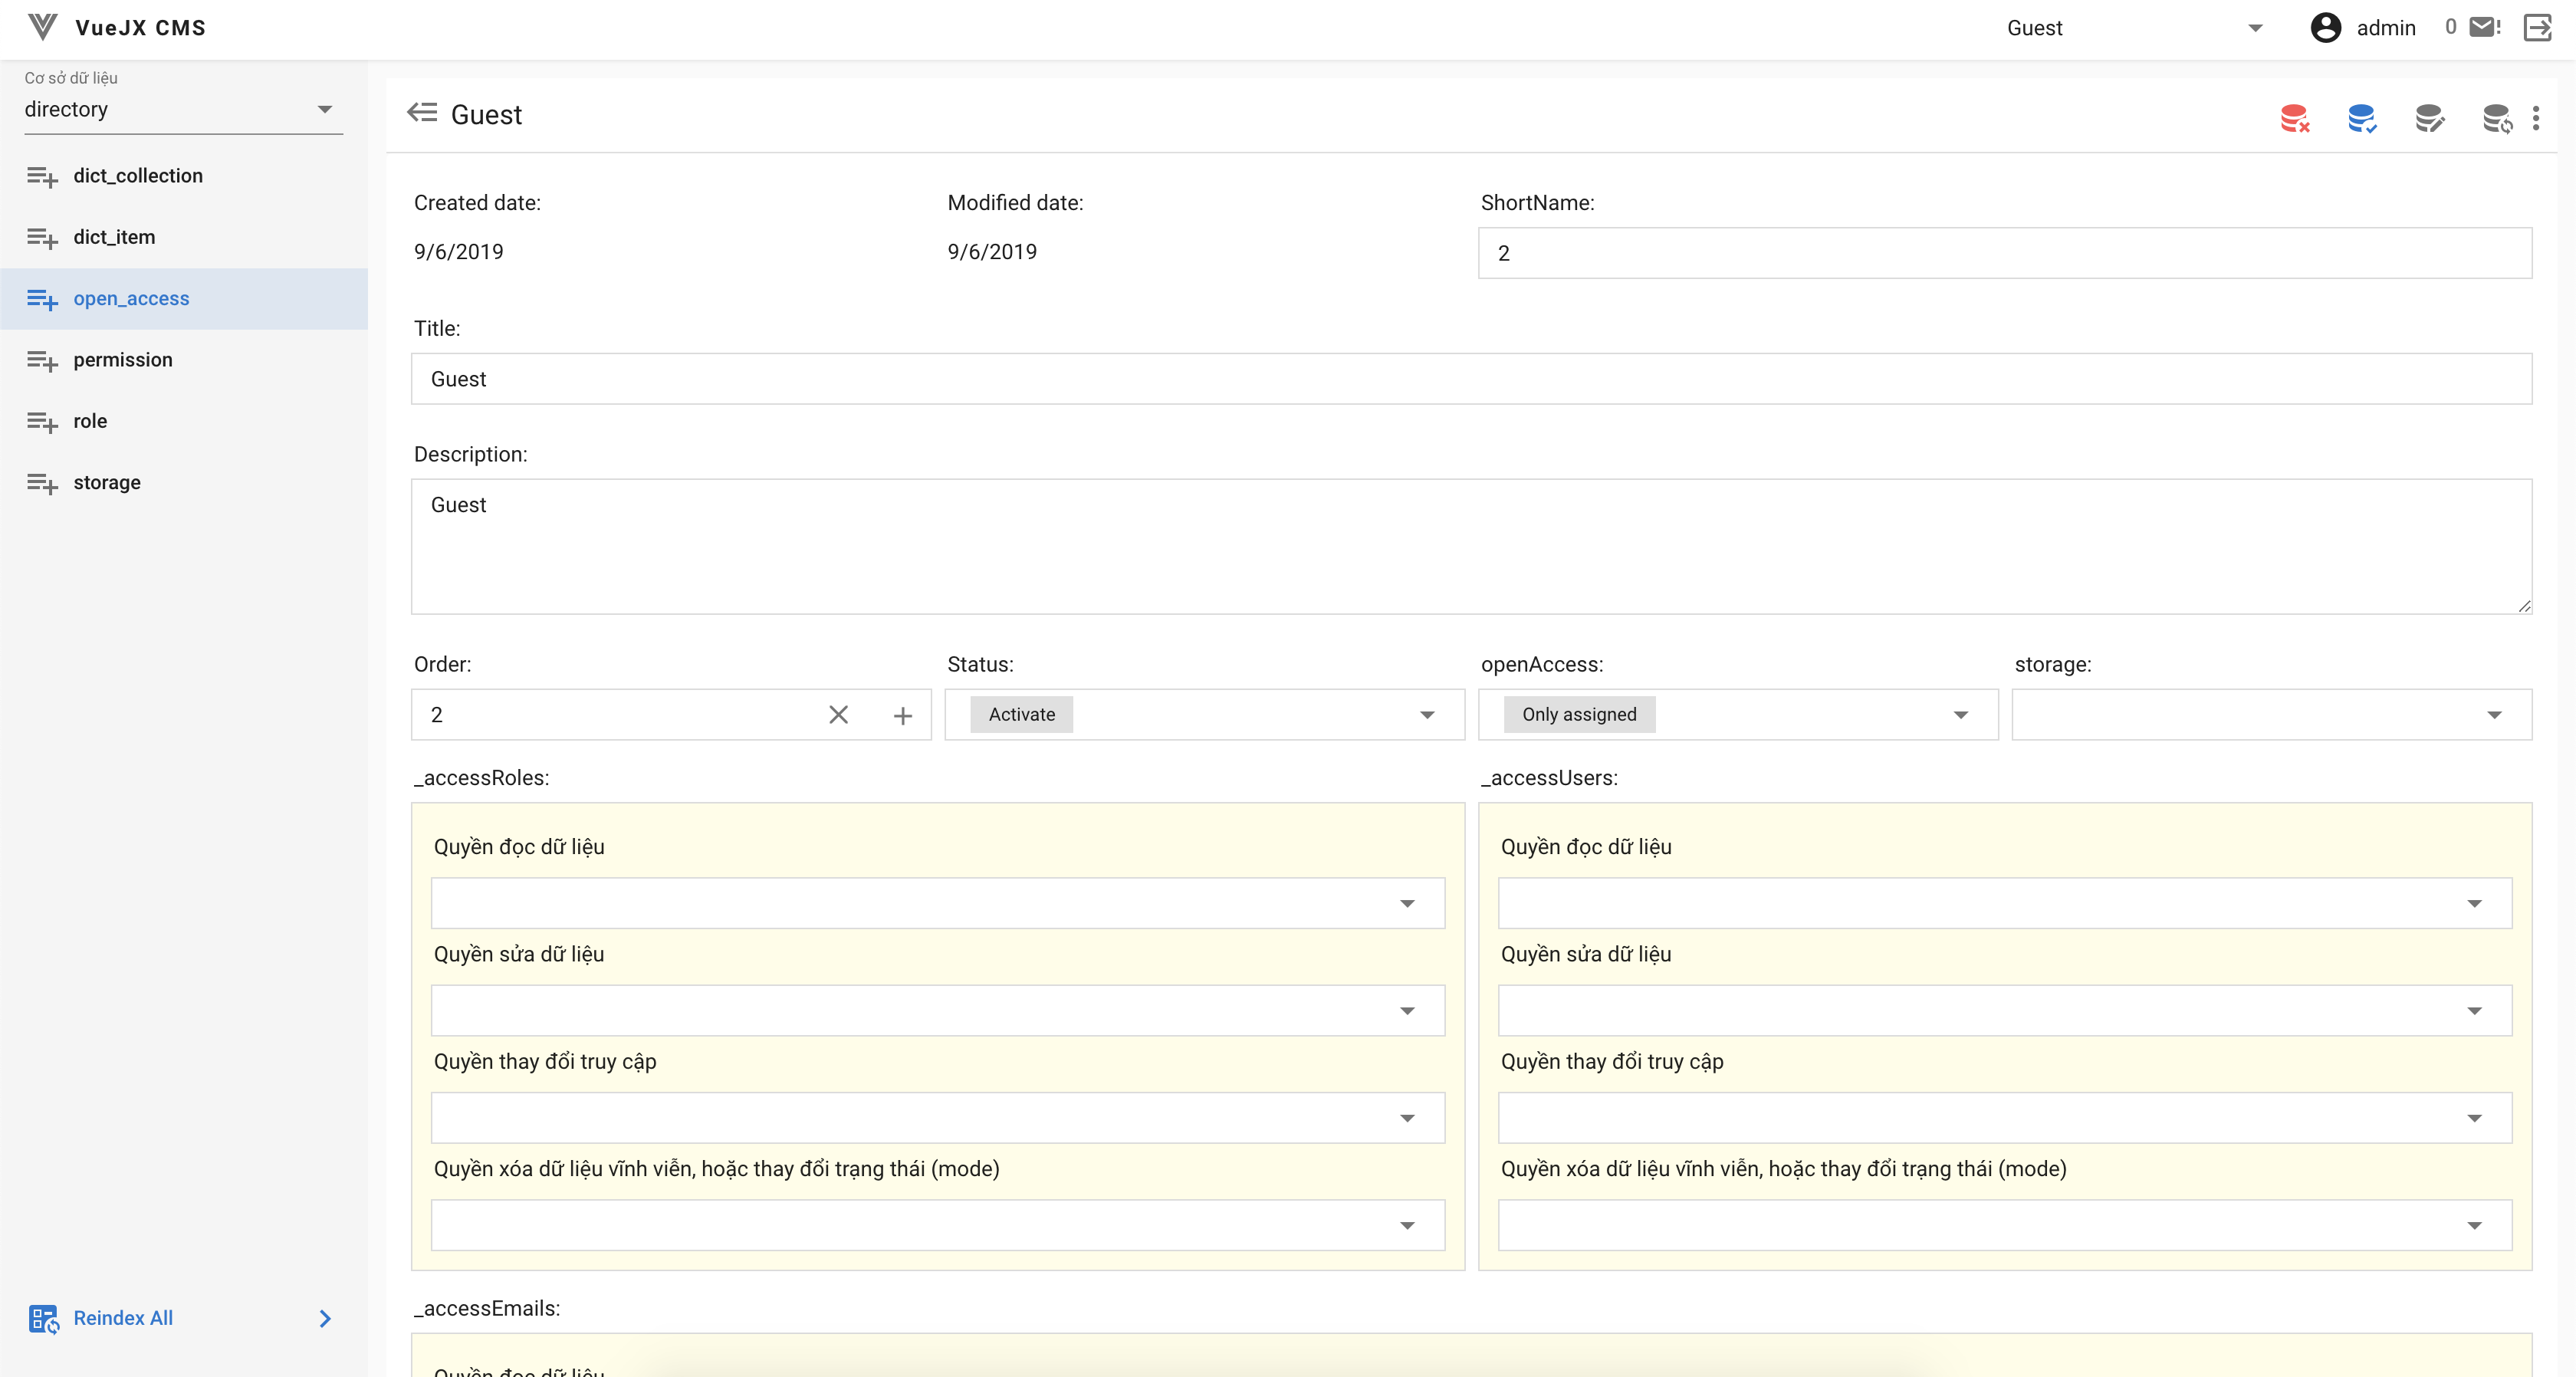 VueJX CMS
Guest
admin
0
Cơ sở dữ liệu
directory
dict_collection
dict_item
open_access
permission
role
storage
Reindex All
Guest
Created date:
9/6/2019
Modified date:
9/6/2019
ShortName:
2
Title:
Guest
Description:
Guest
Order:
2
Status:
Activate
openAccess:
Only assigned
storage:
_accessRoles:
Quyền đọc dữ liệu
Quyền sửa dữ liệu
Quyền thay đổi truy cập
Quyền xóa dữ liệu vĩnh viễn, hoặc thay đổi trạng thái (mode)
_accessUsers:
Quyền đọc dữ liệu
Quyền sửa dữ liệu
Quyền thay đổi truy cập
Quyền xóa dữ liệu vĩnh viễn, hoặc thay đổi trạng thái (mode)
_accessEmails:
Quyền đọc dữ liệu